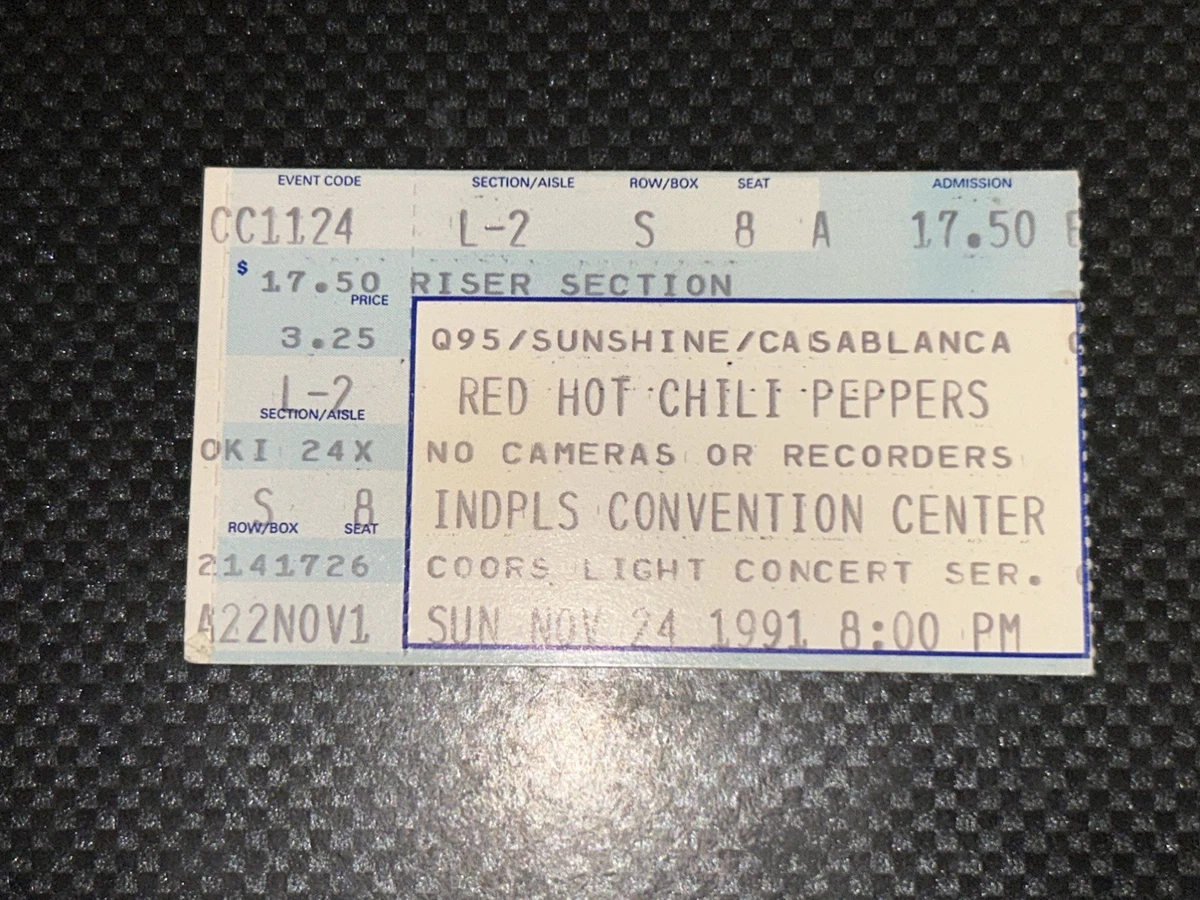 EVENT CODE SECTION/AISLE ROW/BOX SEAT ADMISSION
CC1124 L-2 S 8 A 17.50
$ 17.50 RISER SECTION
PRICE
3.25
L-2
SECTION/AISLE
OKI 24X
S 8
ROW/BOX SEAT
2141726
A22NOV1
Q95/SUNSHINE/CASABLANCA
RED HOT CHILI PEPPERS
NO CAMERAS OR RECORDERS
INDPLS CONVENTION CENTER
COORS LIGHT CONCERT SER.
SUN NOV 24 1991 8:00 PM